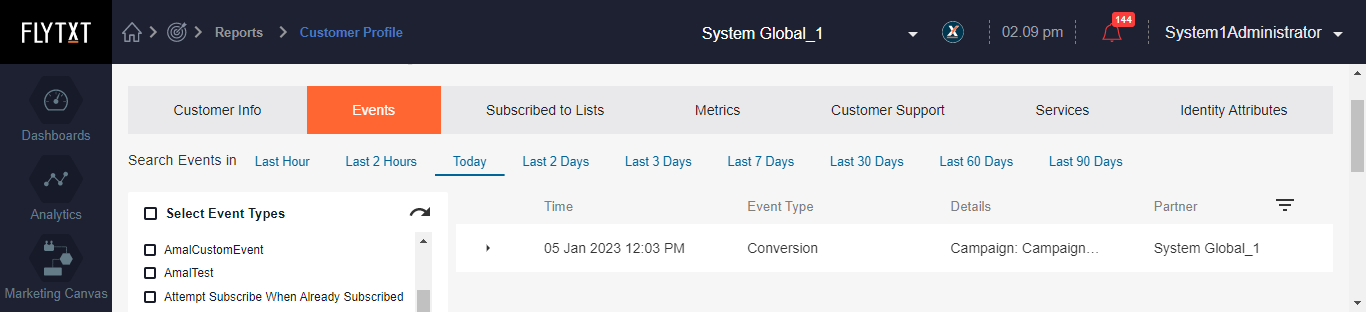 FLYTXT
Reports
Customer Profile
System Global_1
02.09 pm
144
System1Administrator
Dashboards
Analytics
Marketing Canvas
Customer Info
Events
Subscribed to Lists
Metrics
Customer Support
Services
Identity Attributes
Search Events in
Last Hour
Last 2 Hours
Today
Last 2 Days
Last 3 Days
Last 7 Days
Last 30 Days
Last 60 Days
Last 90 Days
Select Event Types
AmalCustomEvent
AmalTest
Attempt Subscribe When Already Subscribed
Time
Event Type
Details
Partner
05 Jan 2023 12:03 PM
Conversion
Campaign: Campaign...
System Global_1